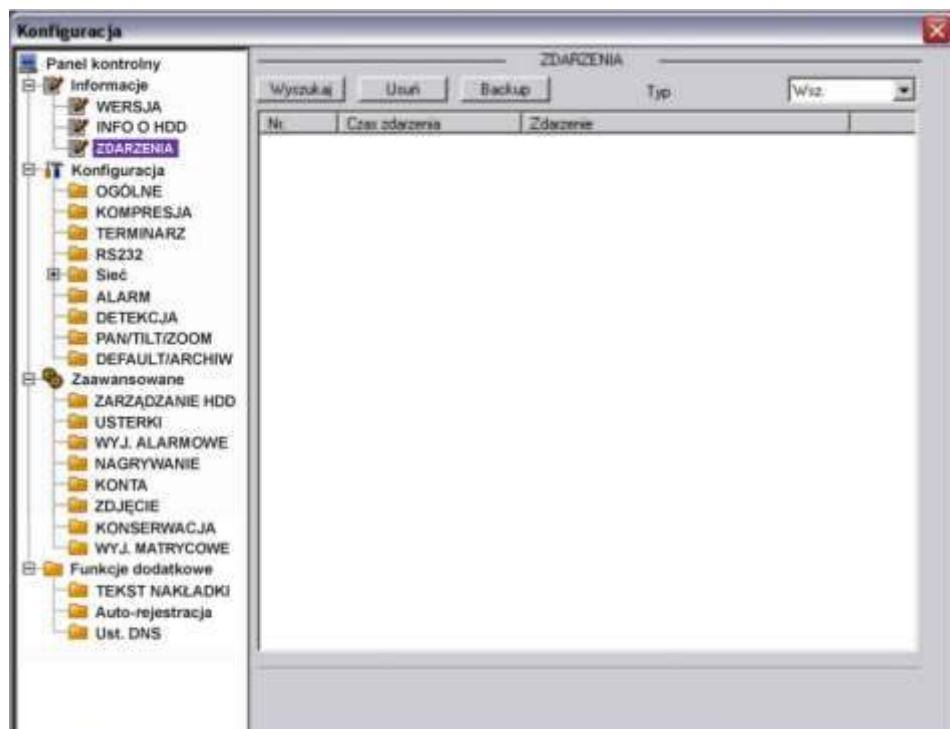 Konfiguracja
Panel kontrolny
Informacje
WERSJA
INFO O HDD
ZDARZENIA
Konfiguracja
OGÓLNE
KOMPRESJA
TERMINARZ
RS232
Sieć
ALARM
DETEKCJA
PAN/TILT/ZOOM
DEFAULT/ARCHIW
Zaawansowane
ZARZĄDZANIE HDD
USTERKI
WYJ. ALARMOWE
NAGRYWANIE
KONTA
ZDJĘCIE
KONSERWACJA
WYJ. MATRYCOWE
Funkcje dodatkowe
TEKST NAKŁADKI
Auto-rejestracja
Ust. DNS
ZDARZENIA
Wyszukaj Usuń Backup Typ Wsz.
Nr. Czas zdarzenia Zdarzenie